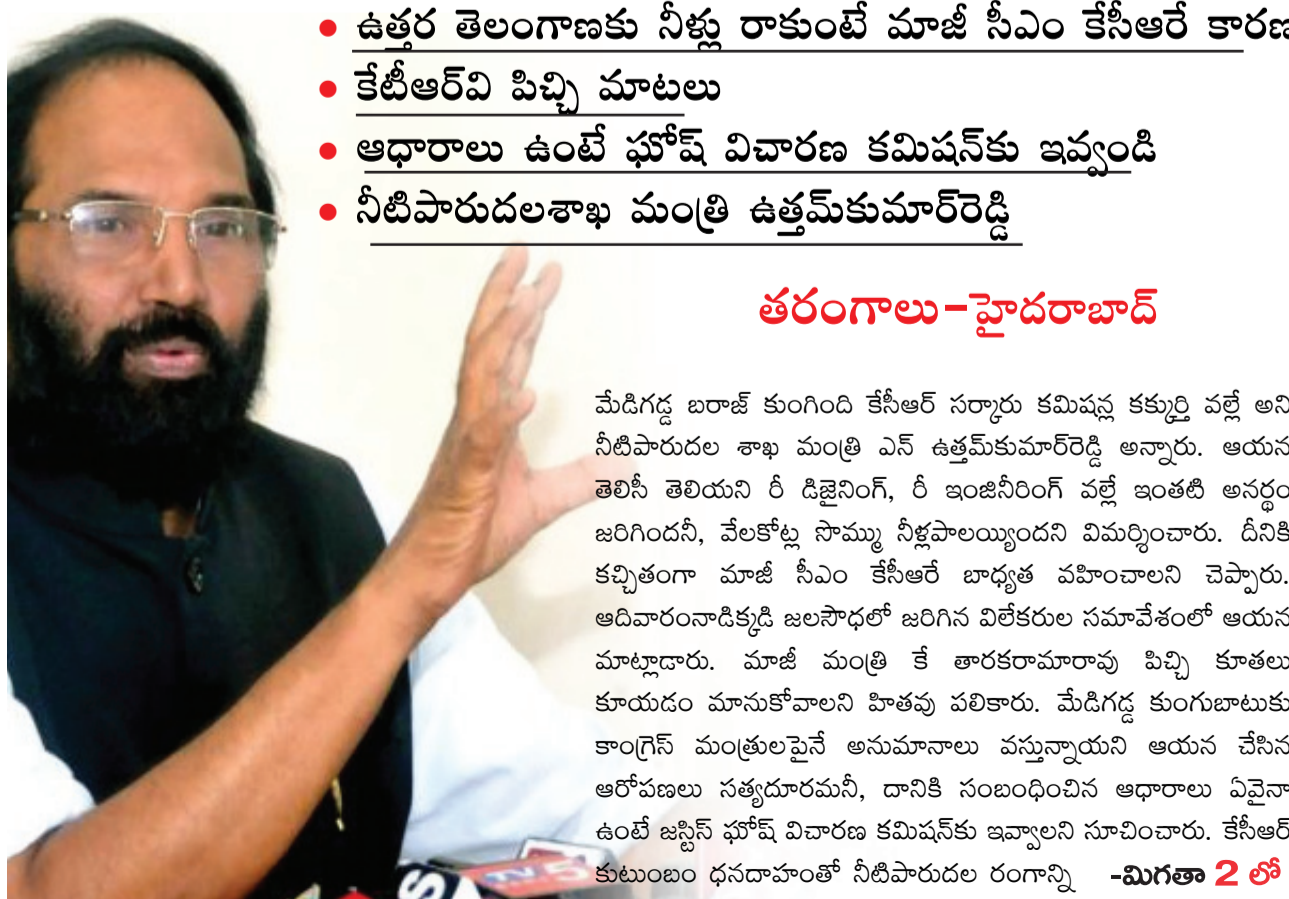 • ఉత్తర తెలంగాణకు నీళ్లు రాకుంటే మాజీ సీఎం కేసీఆరే కారణ
• కేటీఆర్‌వి పిచ్చి మాటలు
• ఆధారాలు ఉంటే ఘోష్ విచారణ కమిషన్‌కు ఇవ్వండి
• నీటిపారుదలశాఖ మంత్రి ఉత్తమ్‌కుమార్‌రెడ్డి
తరంగాలు-హైదరాబాద్
మేడిగడ్డ బరాజ్ కుంగింది కేసీఆర్ సర్కారు కమిషన్ల కక్కుర్తి వల్లే అని
నీటిపారుదల శాఖ మంత్రి ఎన్ ఉత్తమ్‌కుమార్‌రెడ్డి అన్నారు. ఆయన
తెలిసీ తెలియని రీ డిజైనింగ్, రీ ఇంజినీరింగ్ వల్లే ఇంతటి అనర్థం
జరిగిందనీ, వేలకోట్ల సొమ్ము నీళ్లపాలయ్యిందని విమర్శించారు. దీనికి
కచ్చితంగా మాజీ సీఎం కేసీఆరే బాధ్యత వహించాలని చెప్పారు.
ఆదివారంనాడిక్కడి జలసౌధలో జరిగిన విలేకరుల సమావేశంలో ఆయన
మాట్లాడారు. మాజీ మంత్రి కే తారకరామారావు పిచ్చి కూతలు
కూయడం మానుకోవాలని హితవు పలికారు. మేడిగడ్డ కుంగుబాటుకు
కాంగ్రెస్ మంత్రులపైనే అనుమానాలు వస్తున్నాయని ఆయన చేసిన
ఆరోపణలు సత్యదూరమనీ, దానికి సంబంధించిన ఆధారాలు ఏవైనా
ఉంటే జస్టిస్ ఘోష్ విచారణ కమిషన్‌కు ఇవ్వాలని సూచించారు. కేసీఆర్
కుటుంబం ధనదాహంతో నీటిపారుదల రంగాన్ని -మిగతా 2 లో
TV5